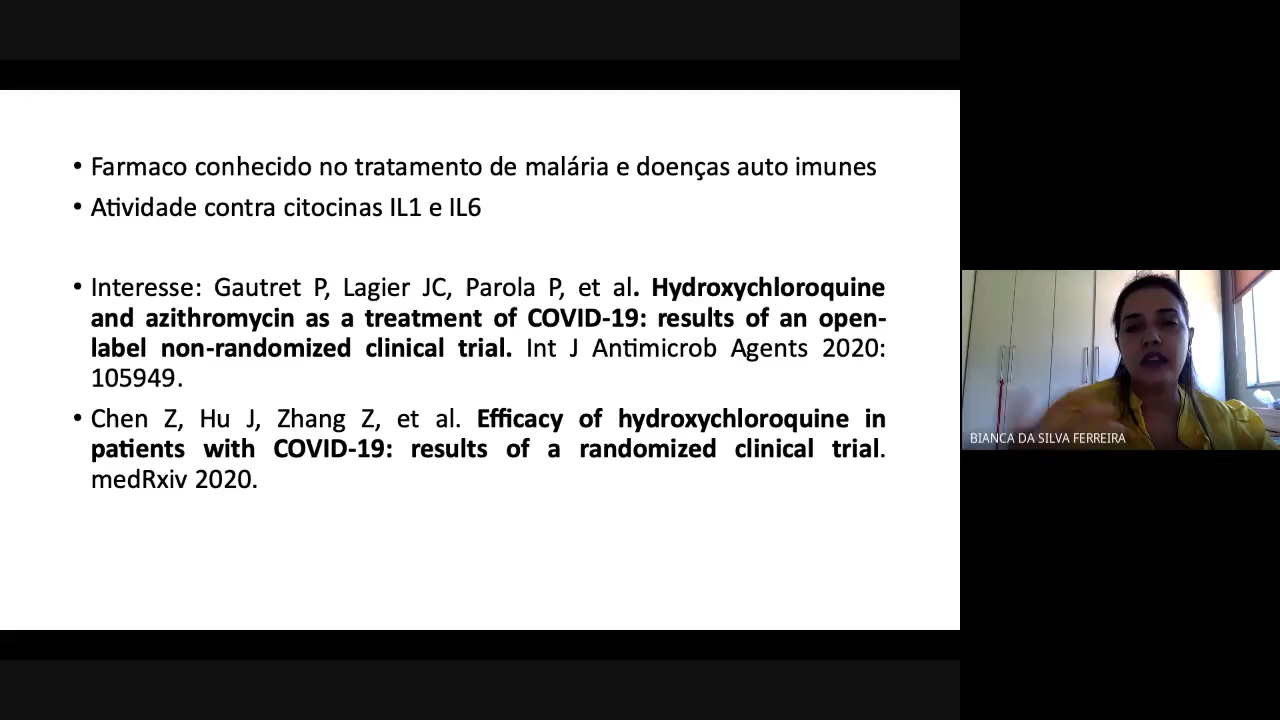 • Farmaco conhecido no tratamento de malária e doenças auto imunes
• Atividade contra citocinas IL1 e IL6
• Interesse: Gautret P, Lagier JC, Parola P, et al. Hydroxychloroquine
and azithromycin as a treatment of COVID-19: results of an open-
label non-randomized clinical trial. Int J Antimicrob Agents 2020:
105949.
• Chen Z, Hu J, Zhang Z, et al. Efficacy of hydroxychloroquine in
patients with COVID-19: results of a randomized clinical trial.
medRxiv 2020.
BIANCA DA SILVA FERREIRA